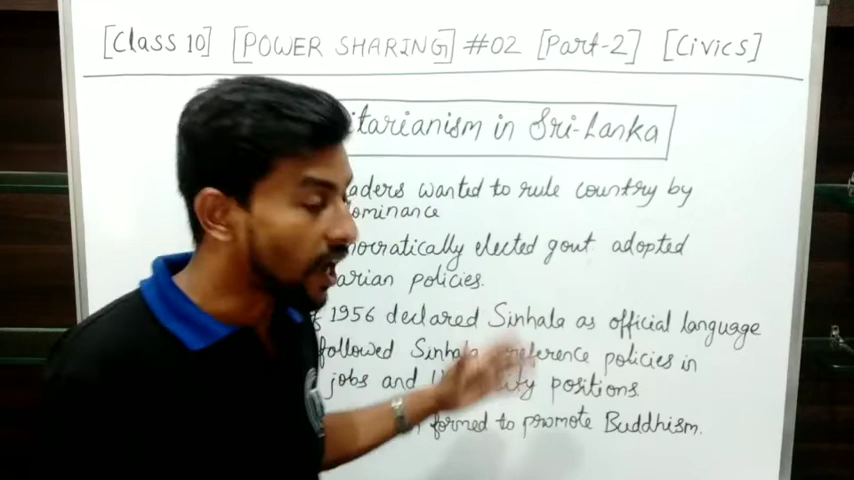 [Class 10] [POWER SHARING] #02 [Part-2] [Civics]
itarianism in Sri-Lanka
aders wanted to rule country by
ominance
mocratically elected govt adopted
arian policies.
1956 declared Sinhala as official language
followed Sinhala preference policies in
jobs and positions.
formed to promote Buddhism.